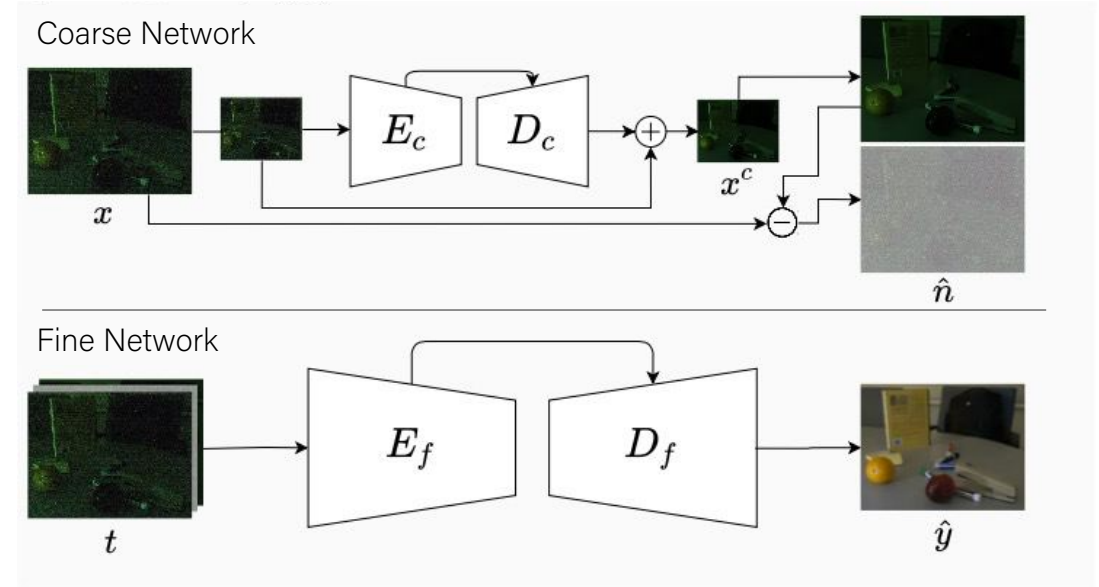 Coarse Network
E_c
D_c
+
x
x^c
−
n̂
Fine Network
E_f
D_f
t
ŷ